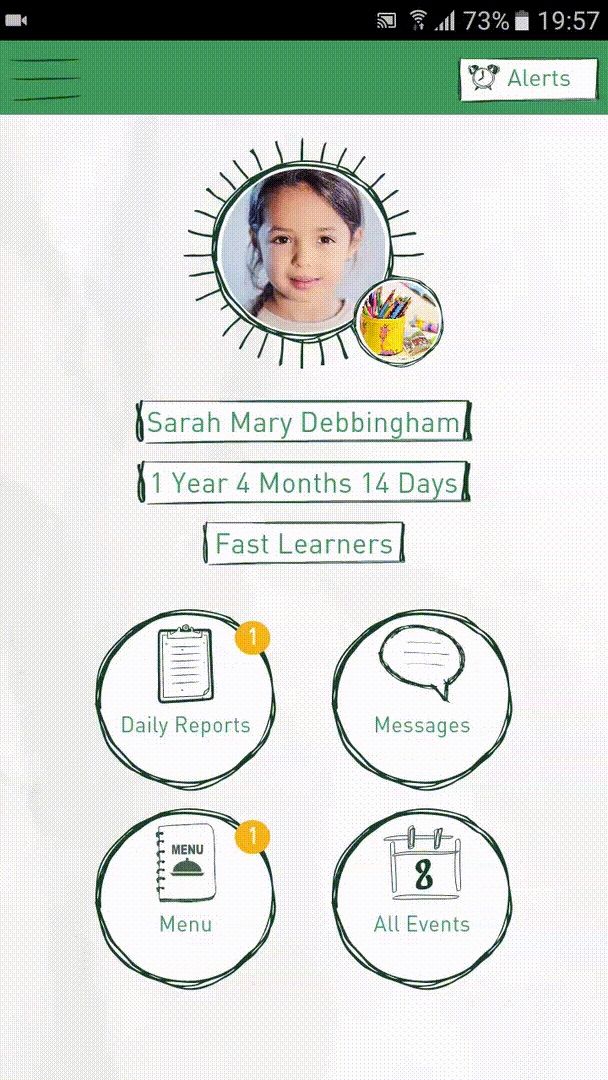 73% 19:57
Alerts
Sarah Mary Debbingham
1 Year 4 Months 14 Days
Fast Learners
1
Daily Reports
Messages
1
MENU
8
Menu
All Events